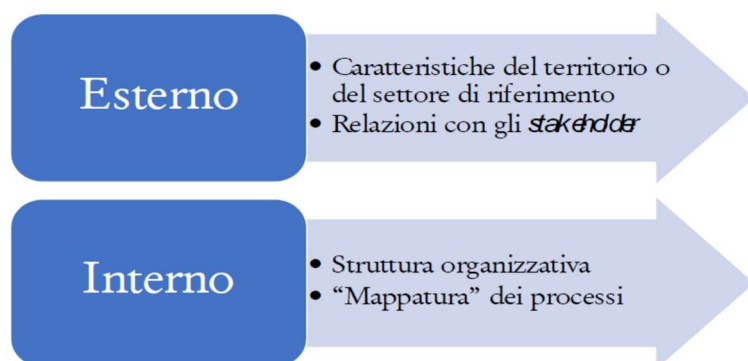 Esterno
• Caratteristiche del territorio o
del settore di riferimento
• Relazioni con gli stakeholder
Interno
• Struttura organizzativa
• “Mappatura” dei processi